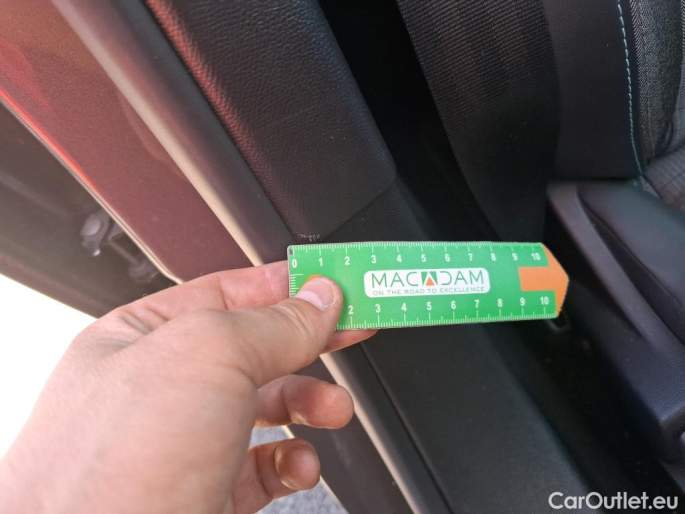 0 1 2 3 4 5 6 7 8 9 10
MACADAM
ON THE ROAD TO EXCELLENCE
2 3 4 5 6 7 8 9 10
CarOutlet.eu